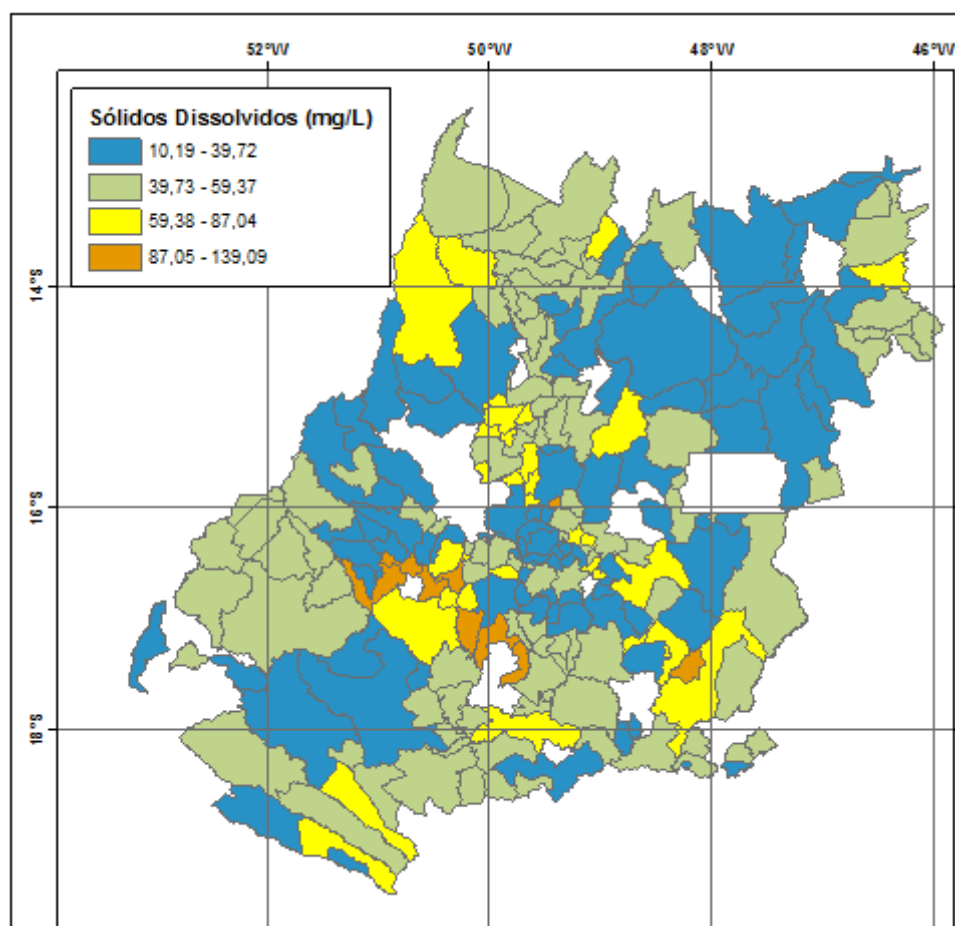 52°W 50°W 48°W 46°W
Sólidos Dissolvidos (mg/L)
10,19 - 39,72
39,73 - 59,37
59,38 - 87,04
87,05 - 139,09
14°S
16°S
18°S